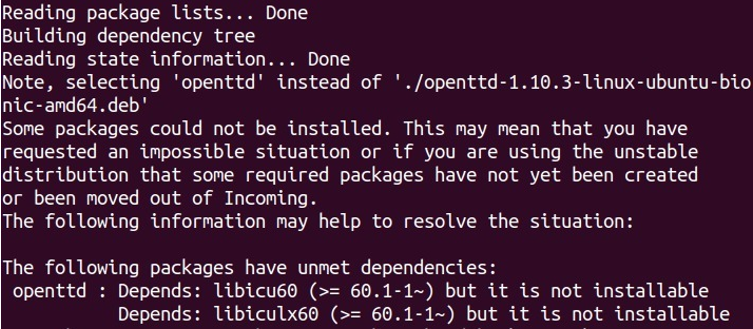 Reading package lists... Done
Building dependency tree
Reading state information... Done
Note, selecting 'openttd' instead of './openttd-1.10.3-linux-ubuntu-bio
nic-amd64.deb'
Some packages could not be installed. This may mean that you have
requested an impossible situation or if you are using the unstable
distribution that some required packages have not yet been created
or been moved out of Incoming.
The following information may help to resolve the situation:
The following packages have unmet dependencies:
openttd : Depends: libicu60 (>= 60.1-1~) but it is not installable
Depends: libiculx60 (>= 60.1-1~) but it is not installable